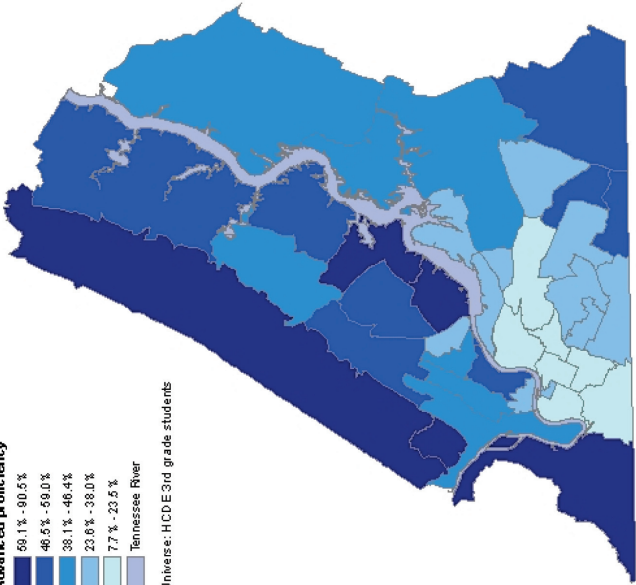 Advanced proficiency
59.1% - 90.5%
46.5% - 59.0%
38.1% - 46.4%
23.6% - 38.0%
7.7% - 23.5%
Tennessee River
Universe: HCDE 3rd grade students